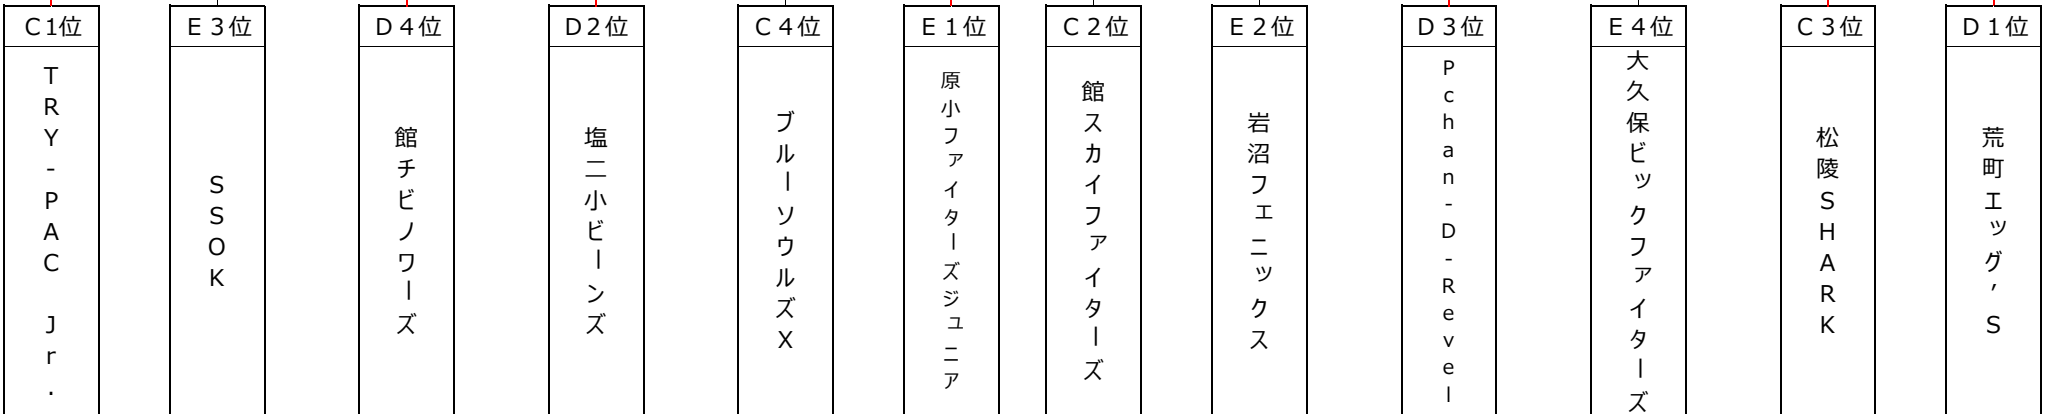 C1位
TRY-PAC Jr.
E3位
SSOK
D4位
館チビノワーズ
D2位
塩二小ビーンズ
C4位
ブルーソウルズX
E1位
原小ファイターズジュニア
C2位
館スカイファイターズ
E2位
岩沼フェニックス
D3位
Pchan-D-Revel
E4位
大久保ビックファイターズ
C3位
松陵SHARK
D1位
荒町エッグ’S